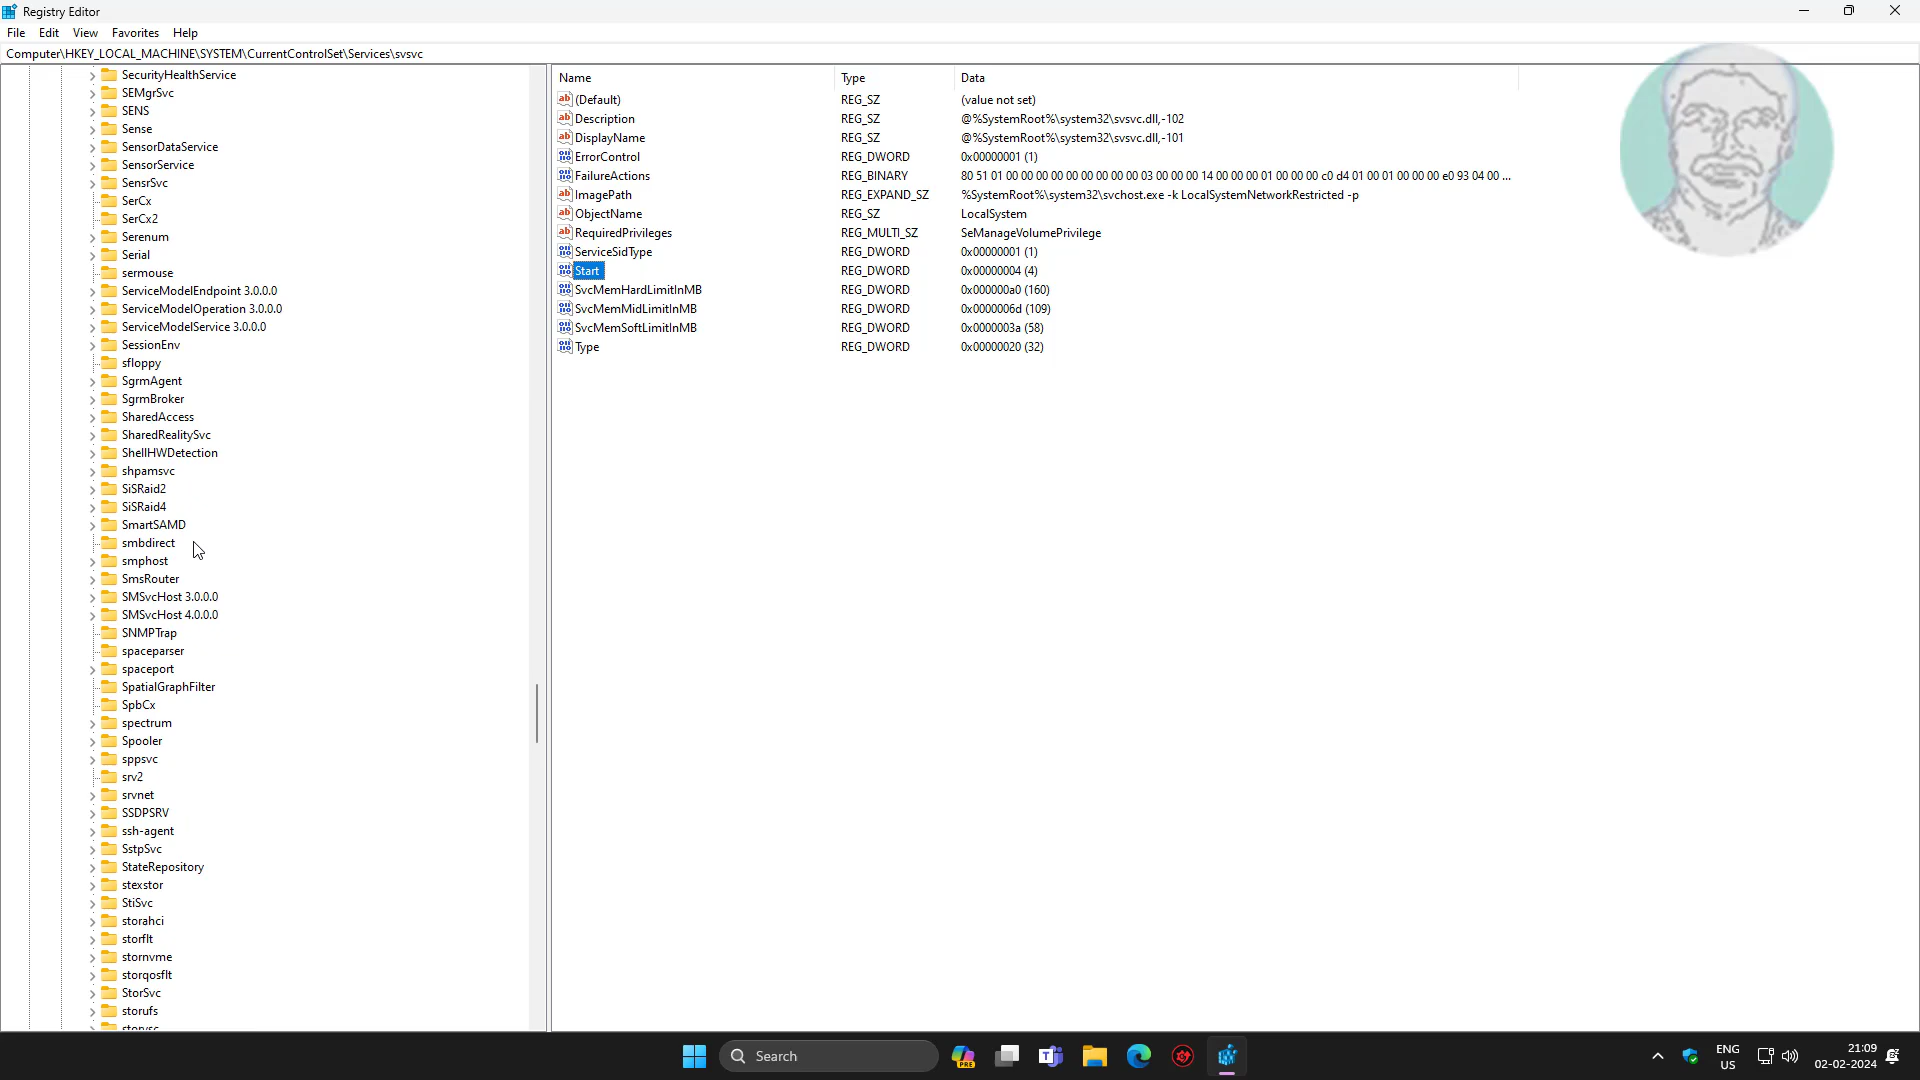 Registry Editor
File Edit View Favorites Help
Computer\HKEY_LOCAL_MACHINE\SYSTEM\CurrentControlSet\Services\svsvc
SecurityHealthService
SEMgrSvc
SENS
Sense
SensorDataService
SensorService
SensrSvc
SerCx
SerCx2
Serenum
Serial
sermouse
ServiceModelEndpoint 3.0.0.0
ServiceModelOperation 3.0.0.0
ServiceModelService 3.0.0.0
SessionEnv
sfloppy
SgrmAgent
SgrmBroker
SharedAccess
SharedRealitySvc
ShellHWDetection
shpamsvc
SiSRaid2
SiSRaid4
SmartSAMD
smbdirect
smphost
SmsRouter
SMSvcHost 3.0.0.0
SMSvcHost 4.0.0.0
SNMPTrap
spaceparser
spaceport
SpatialGraphFilter
SpbCx
spectrum
Spooler
sppsvc
srv2
srvnet
SSDPSRV
ssh-agent
SstpSvc
StateRepository
stexstor
StiSvc
storahci
storflt
stornvme
storqosflt
StorSvc
storufs
storvsc
Name Type Data
(Default) REG_SZ (value not set)
Description REG_SZ @%SystemRoot%\system32\svsvc.dll,-102
DisplayName REG_SZ @%SystemRoot%\system32\svsvc.dll,-101
ErrorControl REG_DWORD 0x00000001 (1)
FailureActions REG_BINARY 80 51 01 00 00 00 00 00 00 00 00 00 03 00 00 00 14 00 00 00 01 00 00 00 c0 d4 01 00 01 00 00 00 e0 93 04 00 ...
ImagePath REG_EXPAND_SZ %SystemRoot%\system32\svchost.exe -k LocalSystemNetworkRestricted -p
ObjectName REG_SZ LocalSystem
RequiredPrivileges REG_MULTI_SZ SeManageVolumePrivilege
ServiceSidType REG_DWORD 0x00000001 (1)
Start REG_DWORD 0x00000004 (4)
SvcMemHardLimitInMB REG_DWORD 0x000000a0 (160)
SvcMemMidLimitInMB REG_DWORD 0x0000006d (109)
SvcMemSoftLimitInMB REG_DWORD 0x0000003a (58)
Type REG_DWORD 0x00000020 (32)
Search
PRE
ENG
US
21:09
02-02-2024